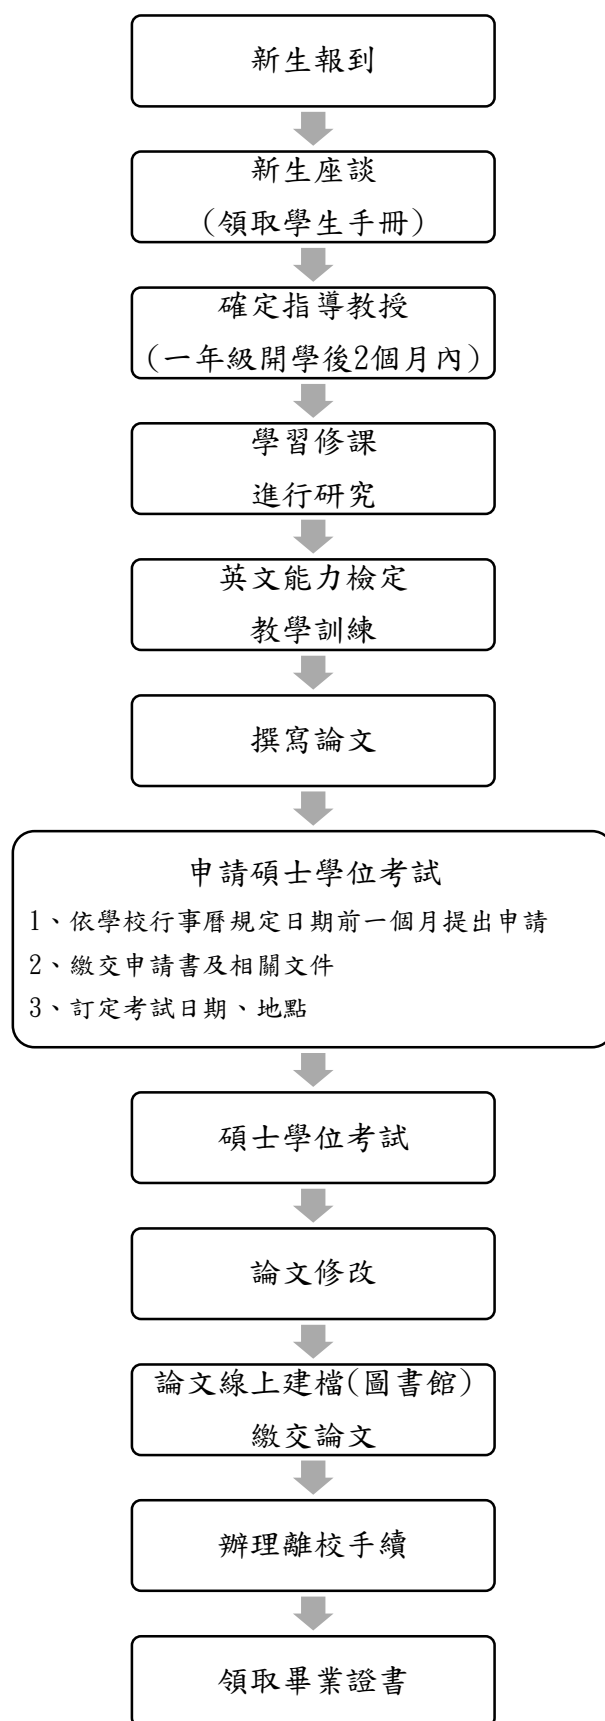 新生報到
新生座談
(領取學生手冊)
確定指導教授
(一年級開學後2個月內)
學習修課
進行研究
英文能力檢定
教學訓練
撰寫論文
申請碩士學位考試
1、依學校行事曆規定日期前一個月提出申請
2、繳交申請書及相關文件
3、訂定考試日期、地點
碩士學位考試
論文修改
論文線上建檔(圖書館)
繳交論文
辦理離校手續
領取畢業證書